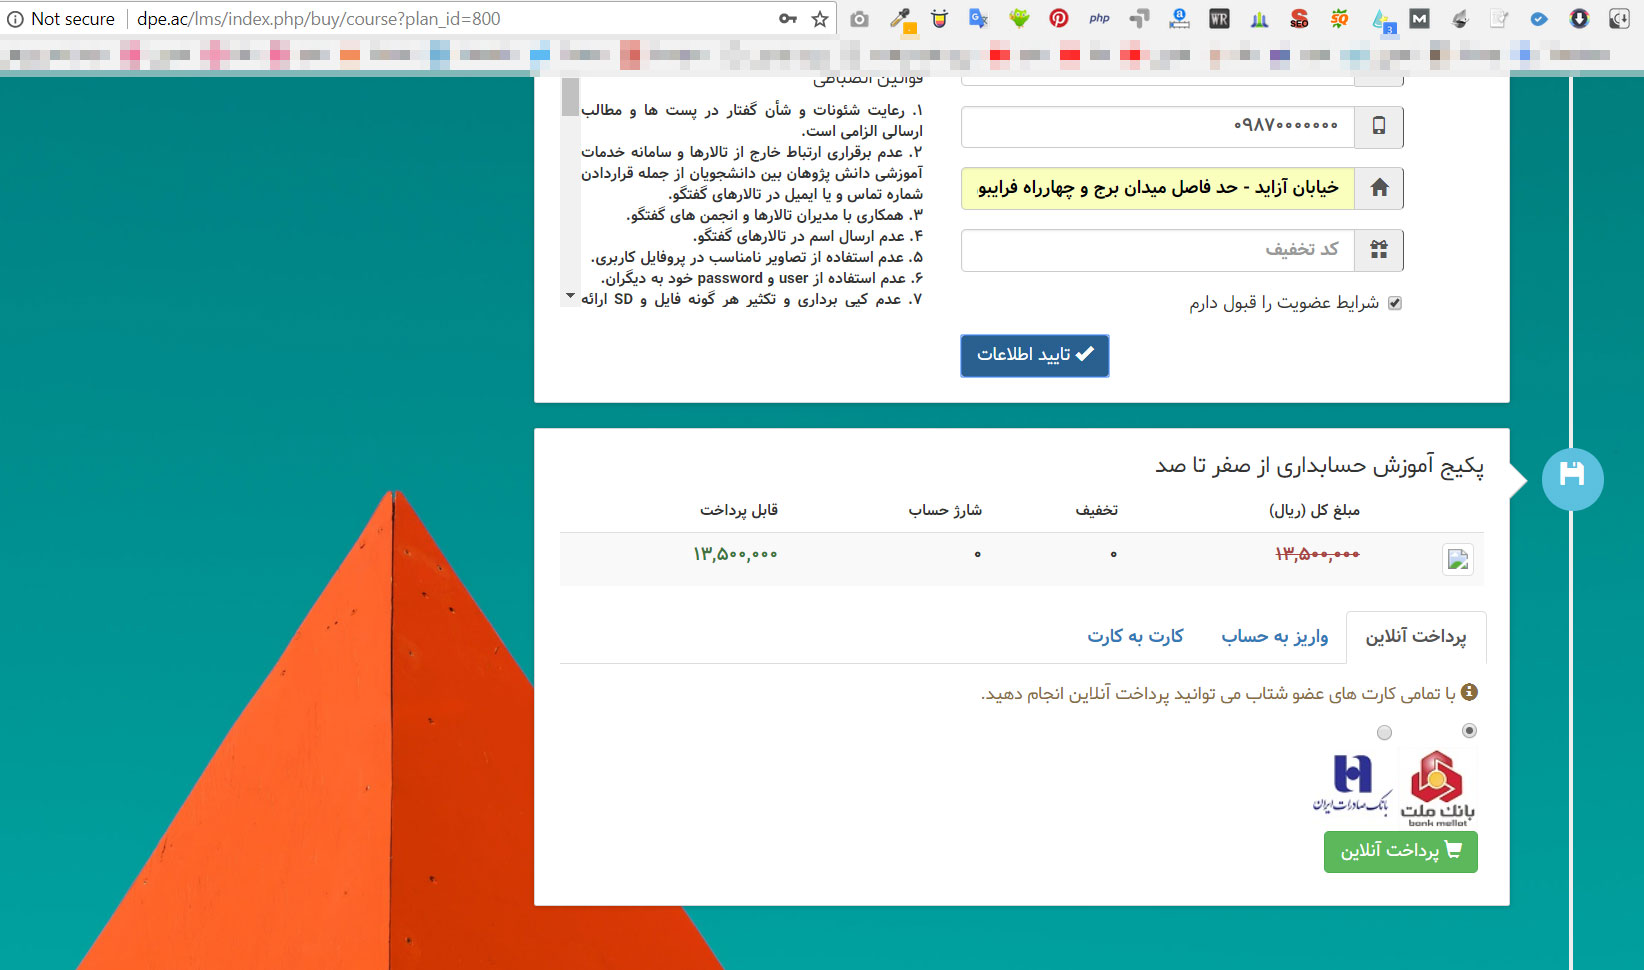 Not secure
dpe.ac/lms/index.php/buy/course?plan_id=800
php
WR
SEO
SQ
3
M
۰۹۸۷۰۰۰۰۰۰۰
خیابان آزاید - حد فاصل میدان برج و چهارراه فرایبو
کد تخفیف
شرایط عضویت را قبول دارم
تایید اطلاعات
قوانین انضباطی
۱. رعایت شئونات و شأن گفتار در پست ها و مطالب
ارسالی الزامی است.
۲. عدم برقراری ارتباط خارج از تالارها و سامانه خدمات
آموزشی دانش پژوهان بین دانشجویان از جمله قراردادن
شماره تماس و یا ایمیل در تالارهای گفتگو.
۳. همکاری با مدیران تالارها و انجمن های گفتگو.
۴. عدم ارسال اسم در تالارهای گفتگو.
۵. عدم استفاده از تصاویر نامناسب در پروفایل کاربری.
۶. عدم استفاده از user و password خود به دیگران.
۷. عدم کپی برداری و تکثیر هر گونه فایل و SD ارائه
پکیج آموزش حسابداری از صفر تا صد
مبلغ کل (ریال) تخفیف شارژ حساب قابل پرداخت
۱۳,۵۰۰,۰۰۰ ۰ ۰ ۱۳,۵۰۰,۰۰۰
پرداخت آنلاین واریز به حساب کارت به کارت
با تمامی کارت های عضو شتاب می توانید پرداخت آنلاین انجام دهید.
بانک ملت
bank mellat
بانک صادرات ایران
پرداخت آنلاین